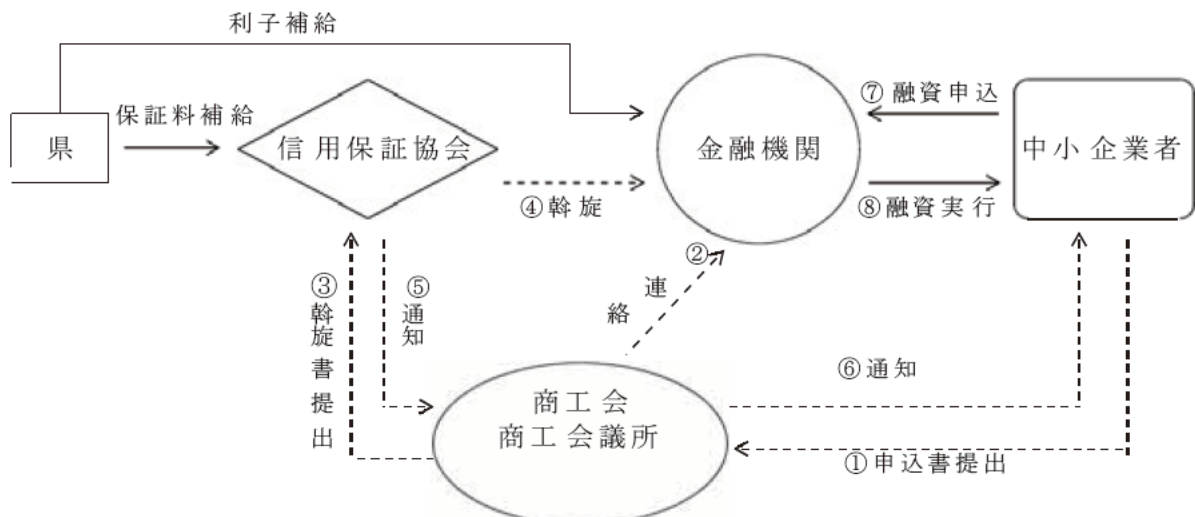 利子補給
保証料補給
県
信用保証協会
金融機関
⑦融資申込
中小企業者
④斡旋
⑧融資実行
②
連
絡
③斡旋書提出
⑤通知
商工会
商工会議所
⑥通知
①申込書提出